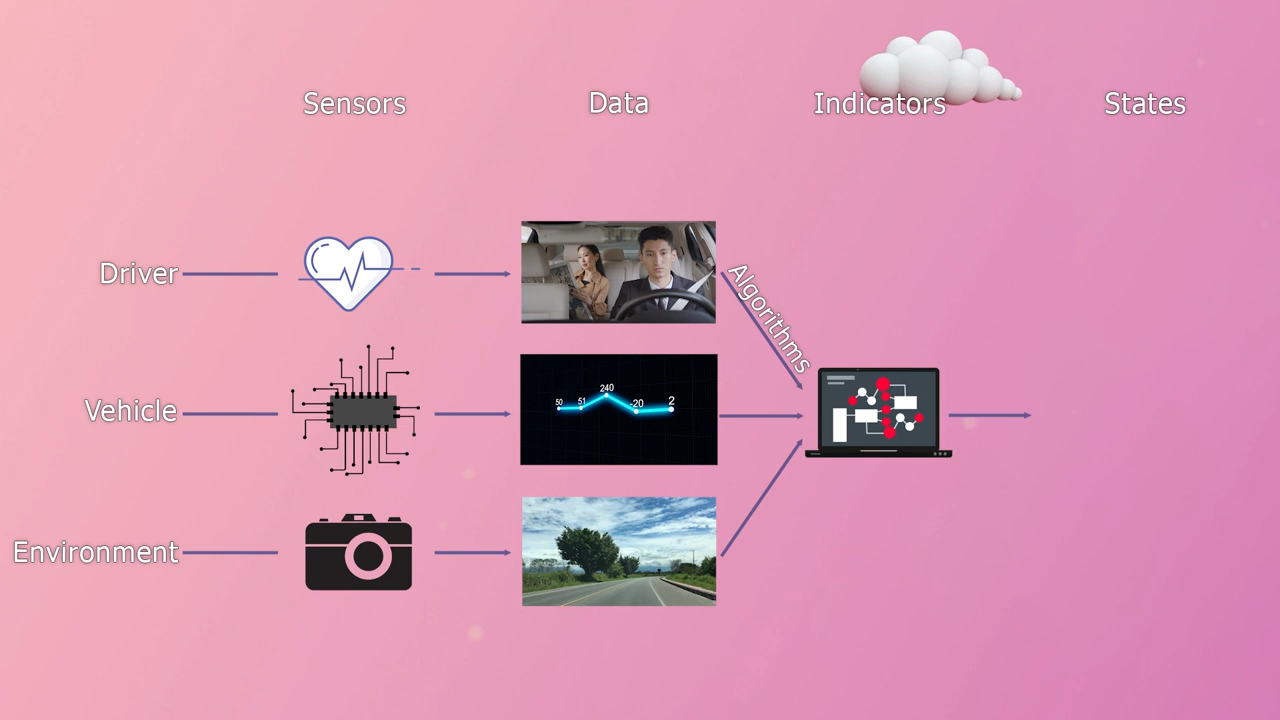 Sensors
Data
Indicators
States
Driver
Algorithms
Vehicle
50
51
240
-20
2
Environment